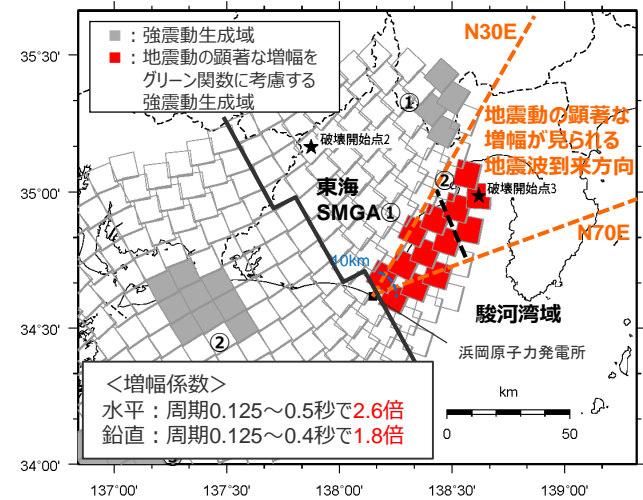 ■：強震動生成域
■：地震動の顕著な増幅を
グリーン関数に考慮する
強震動生成域
N30E
地震動の顕著な
増幅が見られる
地震波到来方向
N70E
①
★破壊開始点2
東海
SMGA①
②
★破壊開始点3
10km
駿河湾域
浜岡原子力発電所
②
＜増幅係数＞
水平：周期0.125～0.5秒で2.6倍
鉛直：周期0.125～0.4秒で1.8倍
km
0 50
35°30'
35°00'
34°30'
34°00'
137°00' 137°30' 138°00' 138°30' 139°00'